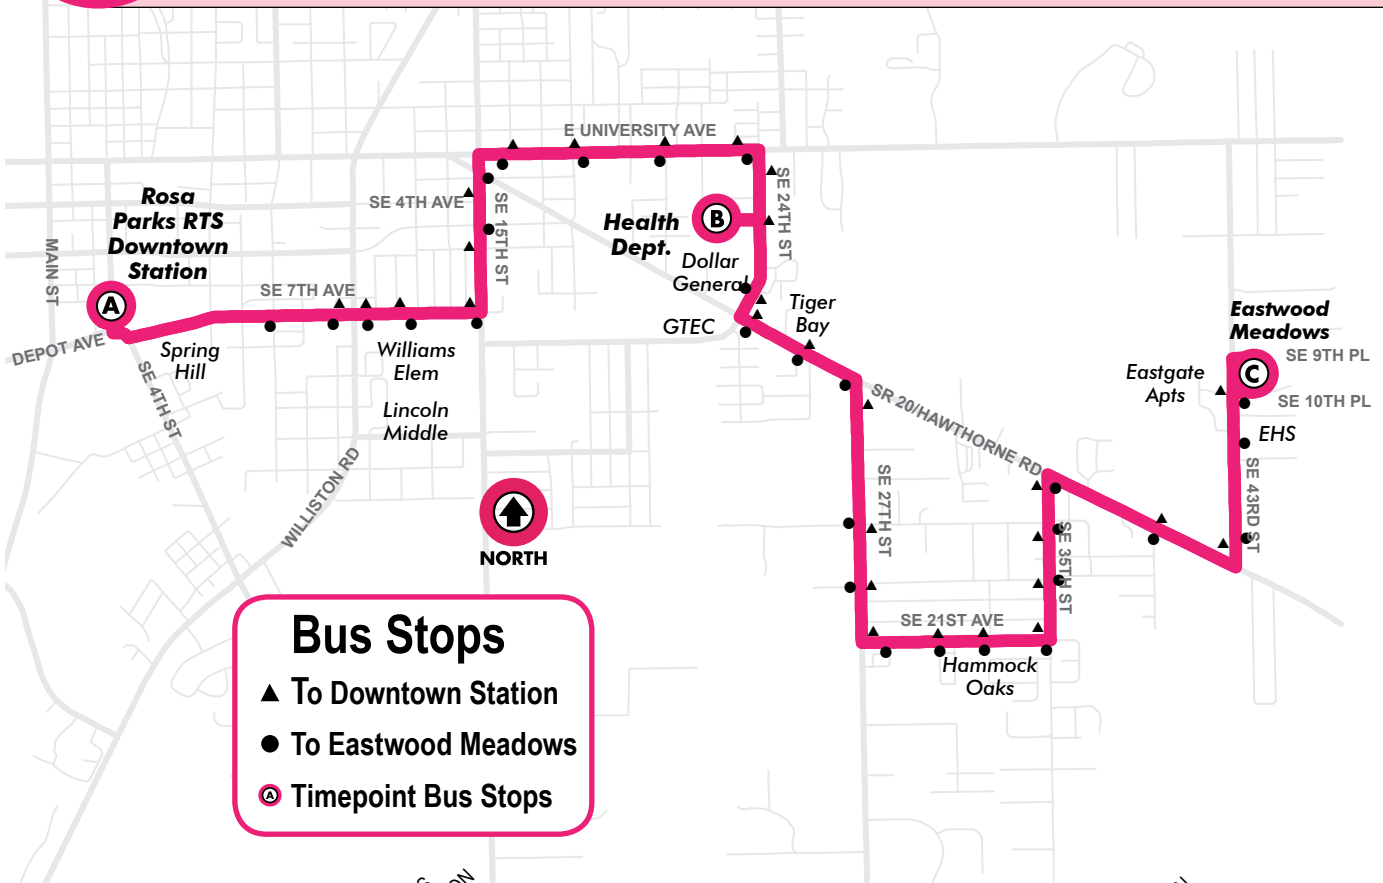 E UNIVERSITY AVE
Rosa
Parks RTS
Downtown
Station
SE 4TH AVE
SE 15TH ST
Health
Dept.
B
SE 24TH ST
Dollar
General
MAIN ST
A
SE 7TH AVE
GTEC
Tiger
Bay
Eastwood
Meadows
SE 9TH PL
DEPOT AVE
Spring
Hill
SE 4TH ST
Williams
Elem
Lincoln
Middle
C
Eastgate
Apts
SE 10TH PL
EHS
SR 20/HAWTHORNE RD
WILLISTON RD
SE 27TH ST
SE 35TH ST
SE 43RD ST
NORTH
SE 21ST AVE
Hammock
Oaks
Bus Stops
To Downtown Station
To Eastwood Meadows
A Timepoint Bus Stops